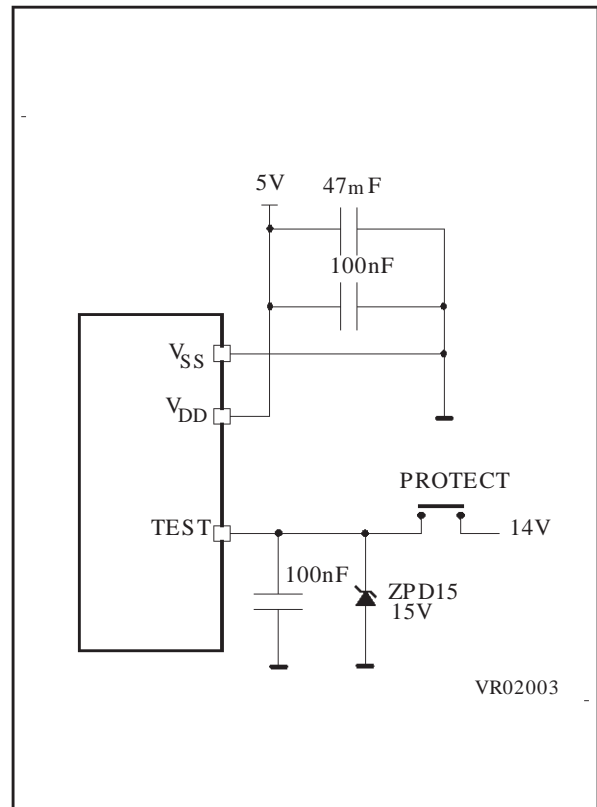 5V
47mF
100nF
VSS
VDD
PROTECT
TEST
14V
100nF
ZPD15
15V
VR02003